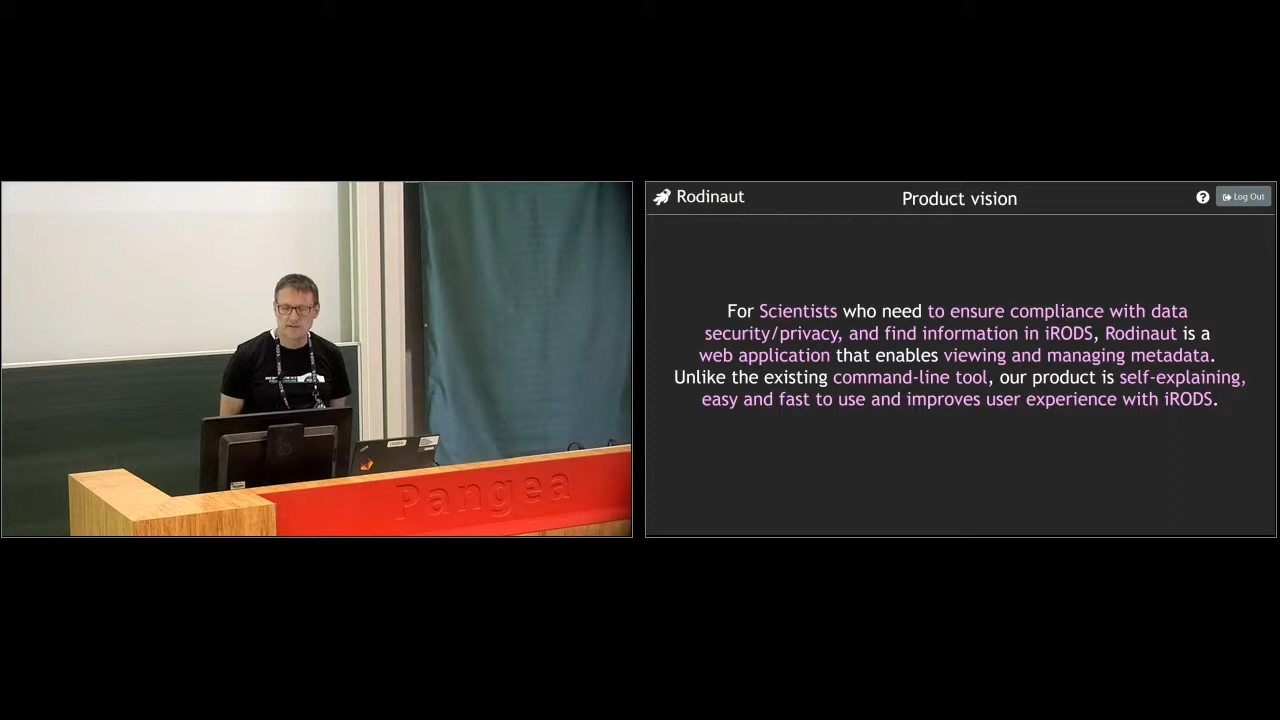 Pangea
Rodinaut
Product vision
Log Out
For Scientists who need to ensure compliance with data
security/privacy, and find information in iRODS, Rodinaut is a
web application that enables viewing and managing metadata.
Unlike the existing command-line tool, our product is self-explaining,
easy and fast to use and improves user experience with iRODS.